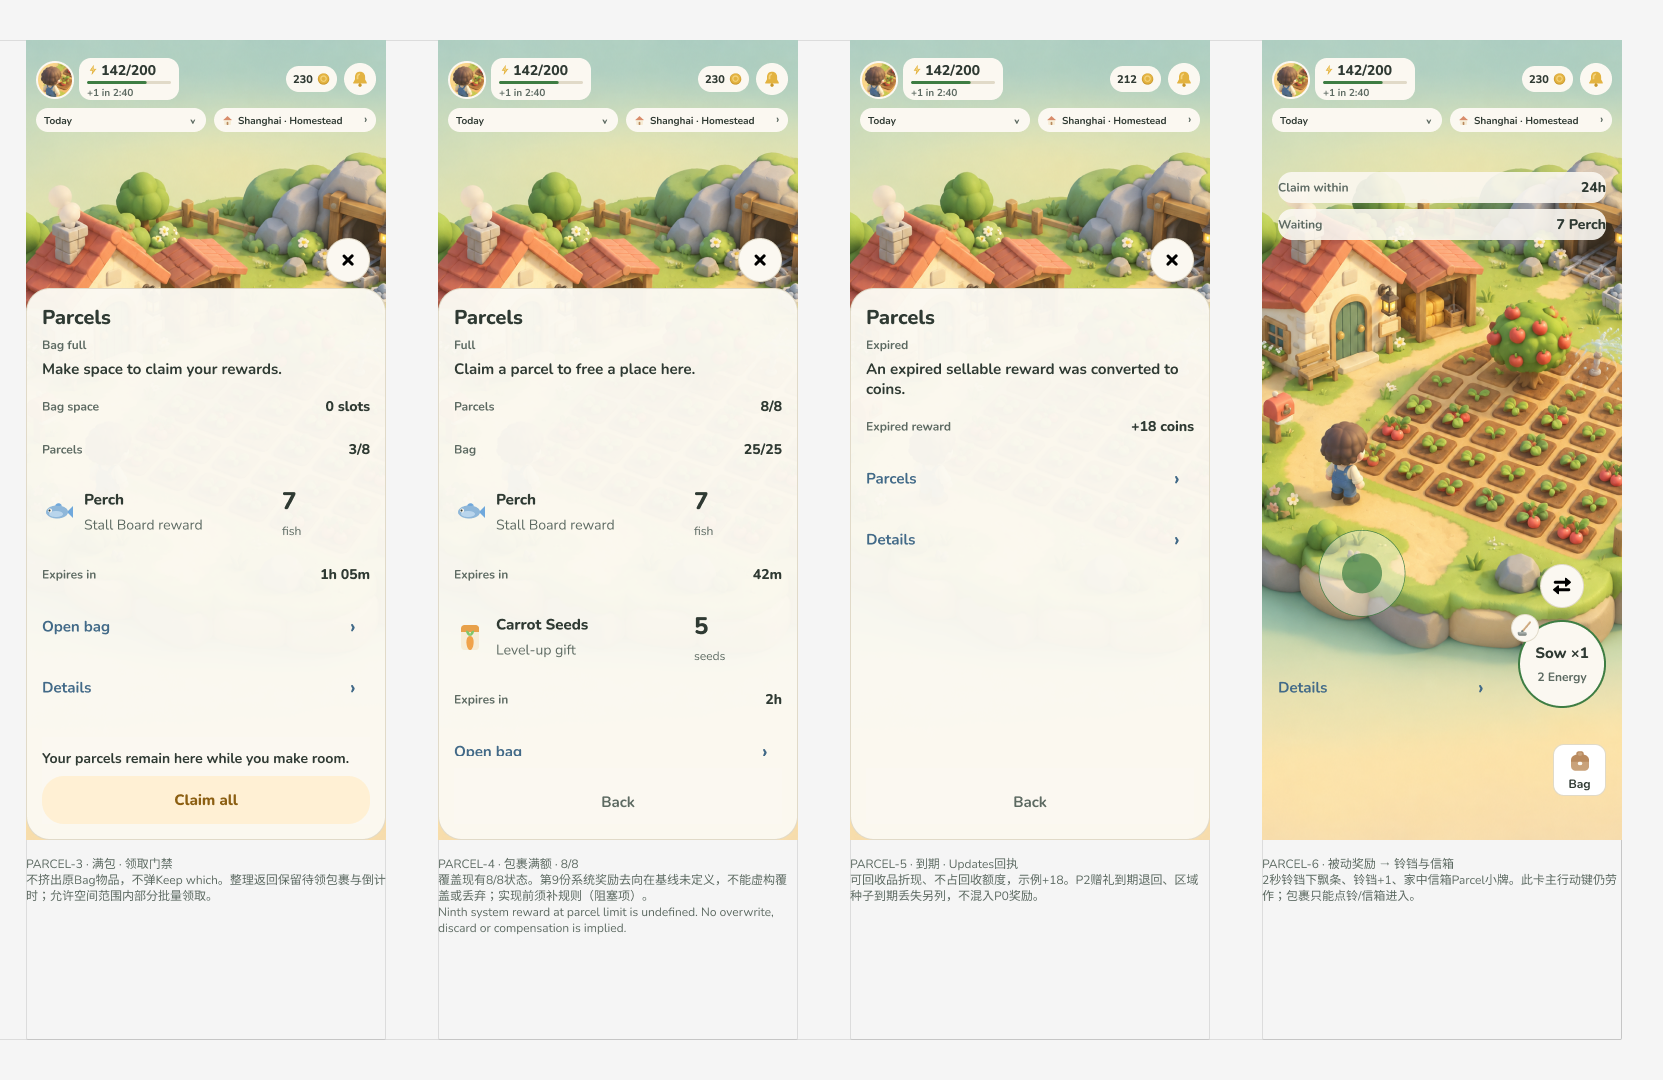 142/200
+1 in 2:40
230
Today
Shanghai · Homestead
Parcels
Bag full
Make space to claim your rewards.
Bag space
0 slots
Parcels
3/8
Perch
7
Stall Board reward
fish
Expires in
1h 05m
Open bag
Details
Your parcels remain here while you make room.
Claim all
PARCEL-3 · 满包 · 领取门禁
不挤出原Bag物品，不弹Keep which。整理返回保留待领包裹与倒计
时；允许空间范围内部分批量领取。
142/200
+1 in 2:40
230
Today
Shanghai · Homestead
Parcels
Full
Claim a parcel to free a place here.
Parcels
8/8
Bag
25/25
Perch
7
Stall Board reward
fish
Expires in
42m
Carrot Seeds
5
Level-up gift
seeds
Expires in
2h
Open bag
Back
PARCEL-4 · 包裹满额 · 8/8
覆盖现有8/8状态。第9份系统奖励去向在基线未定义，不能虚构覆
盖或丢弃；实现前须补规则（阻塞项）。
Ninth system reward at parcel limit is undefined. No overwrite,
discard or compensation is implied.
142/200
+1 in 2:40
212
Today
Shanghai · Homestead
Parcels
Expired
An expired sellable reward was converted to
coins.
Expired reward
+18 coins
Parcels
Details
Back
PARCEL-5 · 到期 · Updates回执
可回收品折现、不占回收额度，示例+18。P2赠礼到期退回、区域
种子到期丢失另列，不混入P0奖励。
142/200
+1 in 2:40
230
Today
Shanghai · Homestead
Claim within
24h
Waiting
7 Perch
Sow ×1
2 Energy
Details
Bag
PARCEL-6 · 被动奖励 → 铃铛与信箱
2秒铃铛下飘条、铃铛+1、家中信箱Parcel小牌。此卡主行动键仍劳
作；包裹只能点铃/信箱进入。